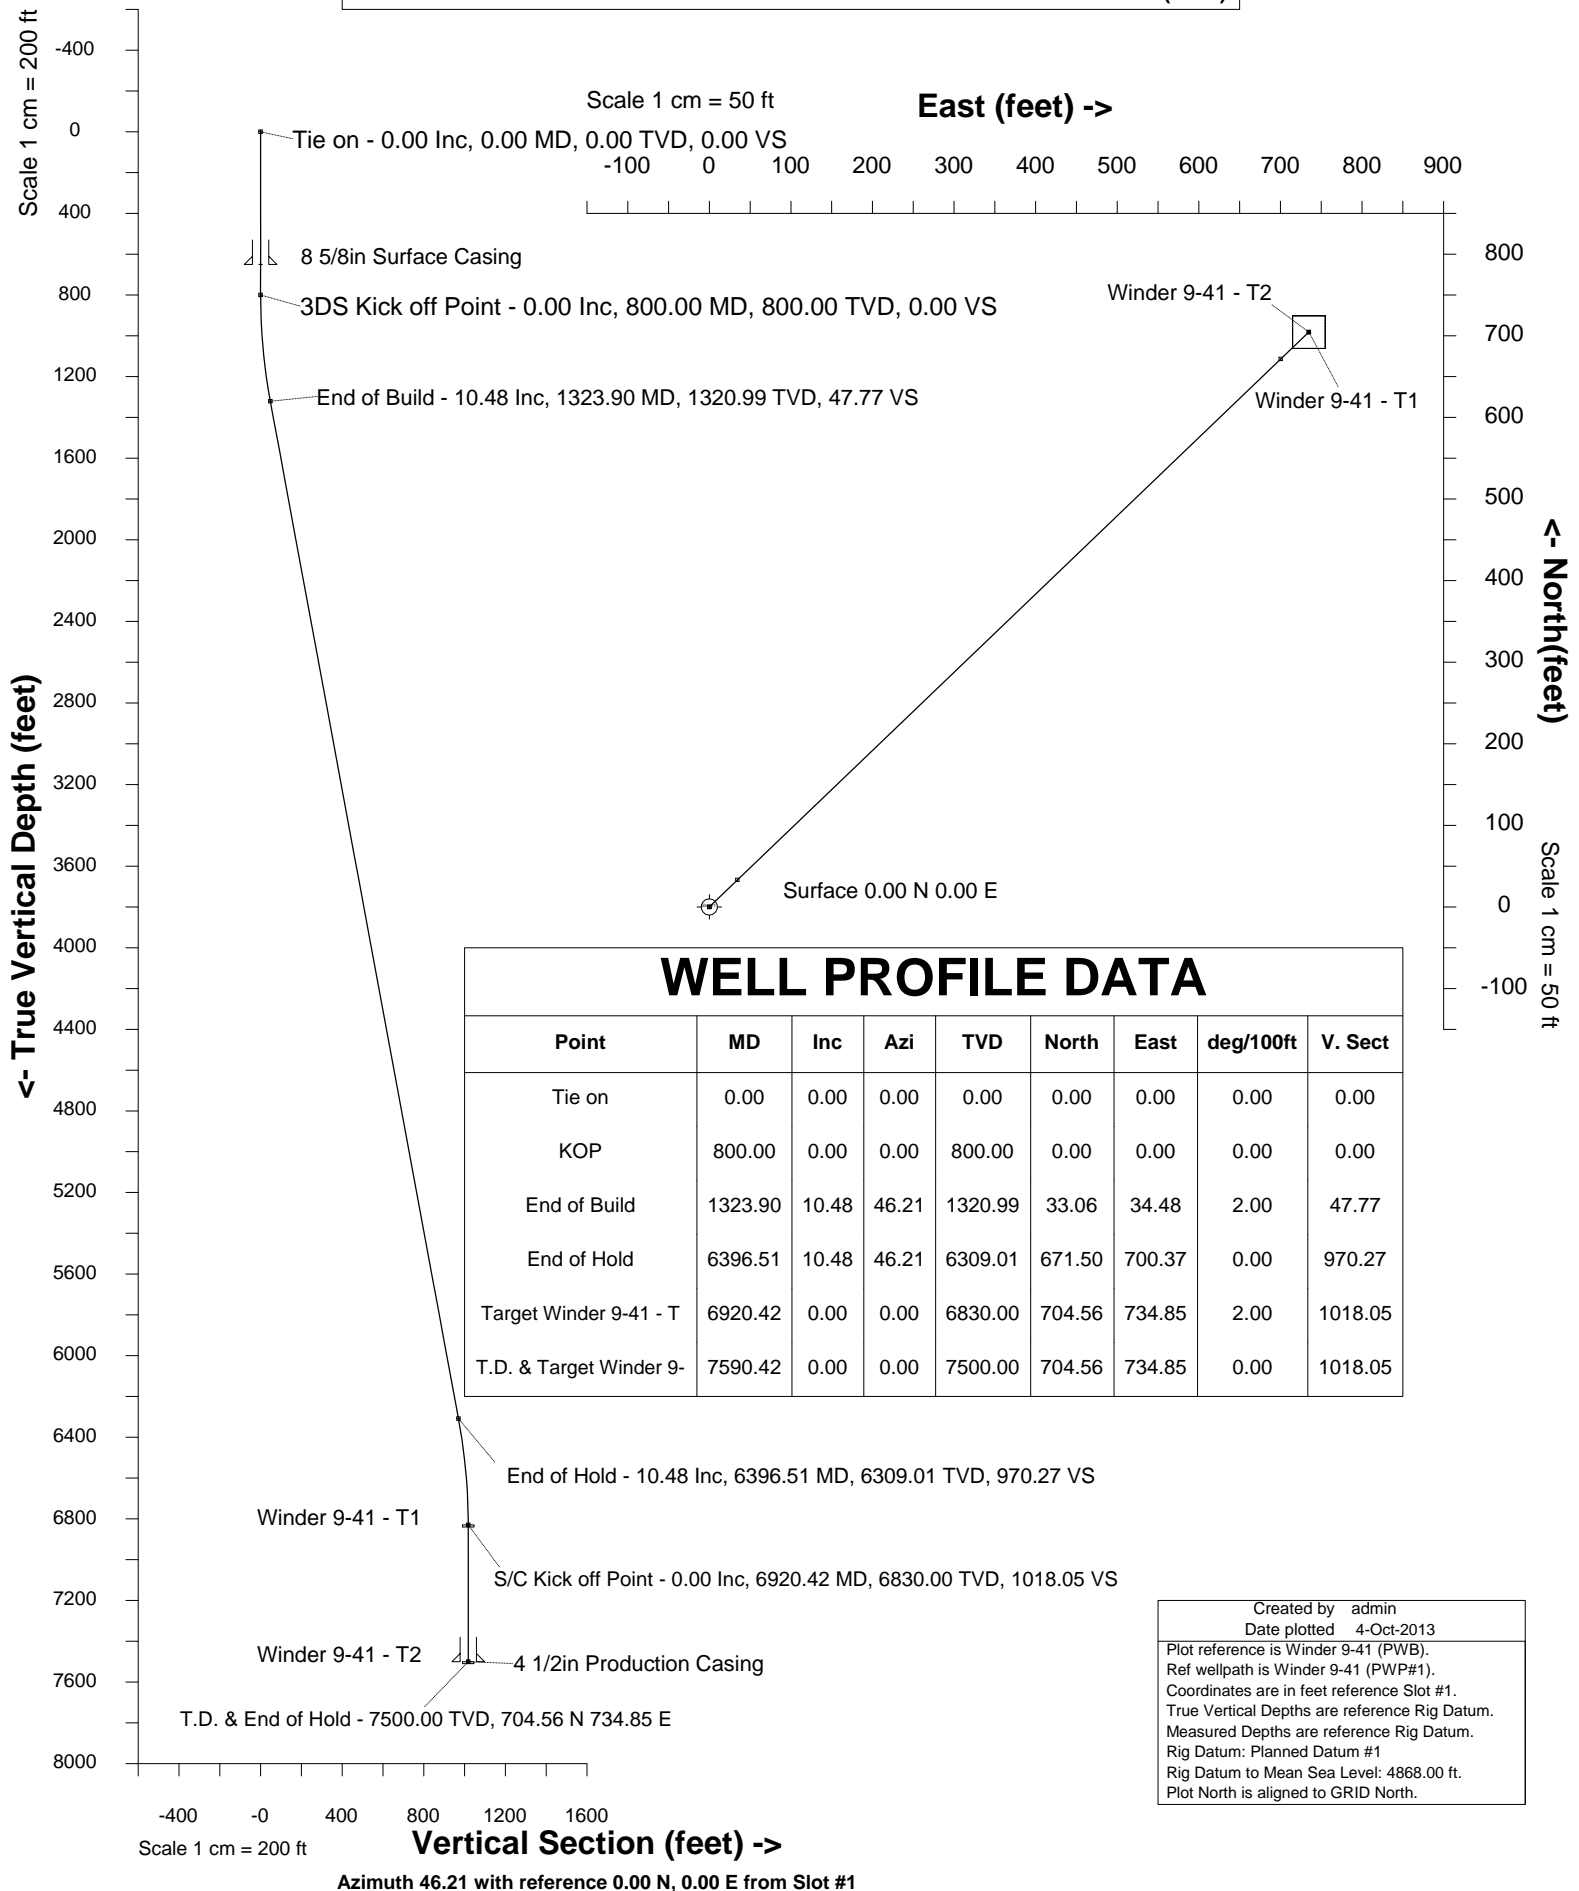 Scale 1 cm = 200 ft
-400
0
400
800
1200
1600
2000
2400
2800
3200
3600
4000
4400
4800
5200
5600
6000
6400
6800
7200
7600
8000
<- True Vertical Depth (feet)
Scale 1 cm = 50 ft
East (feet) ->
-100 0 100 200 300 400 500 600 700 800 900
Tie on - 0.00 Inc, 0.00 MD, 0.00 TVD, 0.00 VS
8 5/8in Surface Casing
3DS Kick off Point - 0.00 Inc, 800.00 MD, 800.00 TVD, 0.00 VS
End of Build - 10.48 Inc, 1323.90 MD, 1320.99 TVD, 47.77 VS
Winder 9-41 - T2
Winder 9-41 - T1
800
700
600
500
400
300
200
100
0
-100
<- North(feet)
Scale 1 cm = 50 ft
Surface 0.00 N 0.00 E
WELL PROFILE DATA
Point MD Inc Azi TVD North East deg/100ft V. Sect
Tie on 0.00 0.00 0.00 0.00 0.00 0.00 0.00 0.00
KOP 800.00 0.00 0.00 800.00 0.00 0.00 0.00 0.00
End of Build 1323.90 10.48 46.21 1320.99 33.06 34.48 2.00 47.77
End of Hold 6396.51 10.48 46.21 6309.01 671.50 700.37 0.00 970.27
Target Winder 9-41 - T 6920.42 0.00 0.00 6830.00 704.56 734.85 2.00 1018.05
T.D. & Target Winder 9- 7590.42 0.00 0.00 7500.00 704.56 734.85 0.00 1018.05
End of Hold - 10.48 Inc, 6396.51 MD, 6309.01 TVD, 970.27 VS
Winder 9-41 - T1
S/C Kick off Point - 0.00 Inc, 6920.42 MD, 6830.00 TVD, 1018.05 VS
Winder 9-41 - T2
4 1/2in Production Casing
T.D. & End of Hold - 7500.00 TVD, 704.56 N 734.85 E
Created by admin
Date plotted 4-Oct-2013
Plot reference is Winder 9-41 (PWB).
Ref wellpath is Winder 9-41 (PWP#1).
Coordinates are in feet reference Slot #1.
True Vertical Depths are reference Rig Datum.
Measured Depths are reference Rig Datum.
Rig Datum: Planned Datum #1
Rig Datum to Mean Sea Level: 4868.00 ft.
Plot North is aligned to GRID North.
-400 -0 400 800 1200 1600
Scale 1 cm = 200 ft
Vertical Section (feet) ->
Azimuth 46.21 with reference 0.00 N, 0.00 E from Slot #1